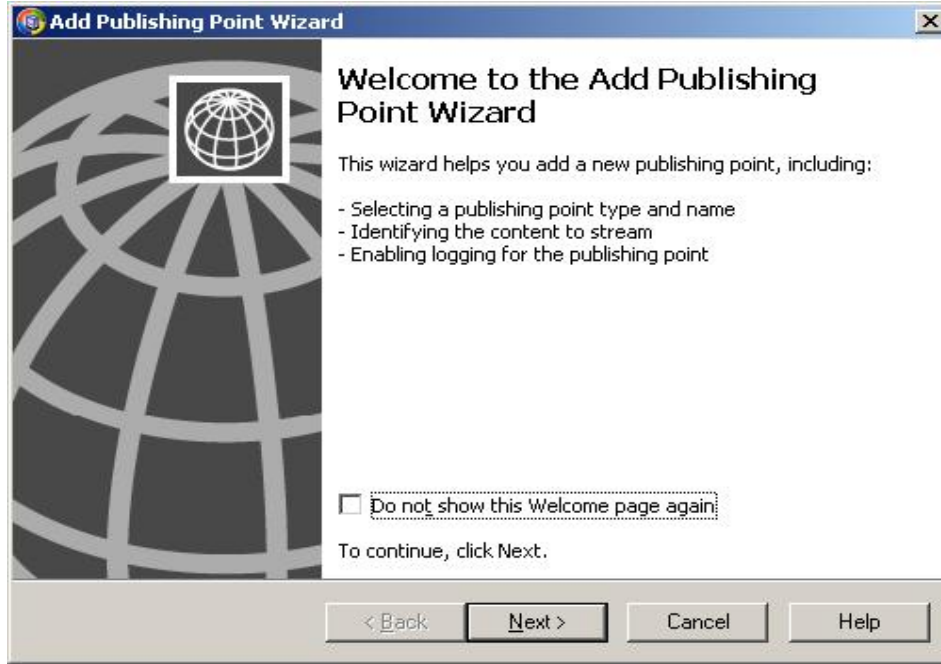 Add Publishing Point Wizard
Welcome to the Add Publishing
Point Wizard
This wizard helps you add a new publishing point, including:
- Selecting a publishing point type and name
- Identifying the content to stream
- Enabling logging for the publishing point
Do not show this Welcome page again
To continue, click Next.
< Back Next > Cancel Help